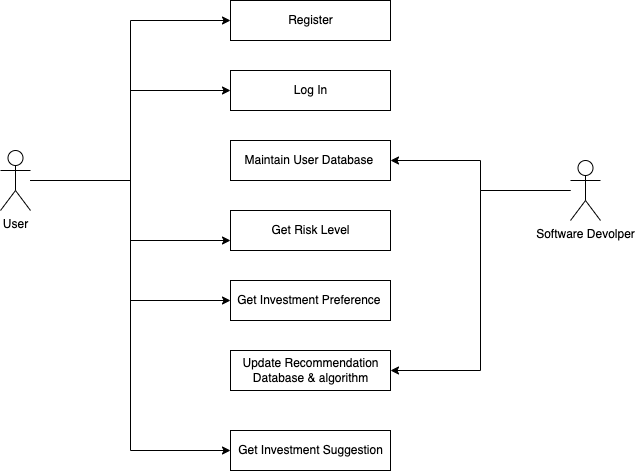 Register
Log In
Maintain User Database
User
Get Risk Level
Software Devolper
Get Investment Preference
Update Recommendation
Database & algorithm
Get Investment Suggestion